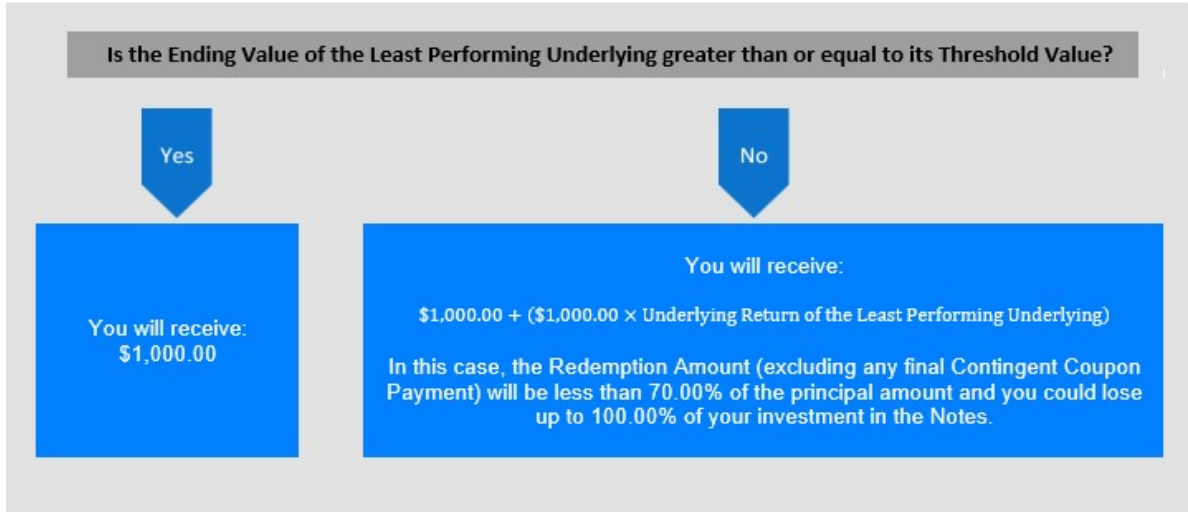 Is the Ending Value of the Least Performing Underlying greater than or equal to its Threshold Value?
Yes
No
You will receive:
$1,000.00
You will receive:
$1,000.00 + ($1,000.00 × Underlying Return of the Least Performing Underlying)
In this case, the Redemption Amount (excluding any final Contingent Coupon
Payment) will be less than 70.00% of the principal amount and you could lose
up to 100.00% of your investment in the Notes.